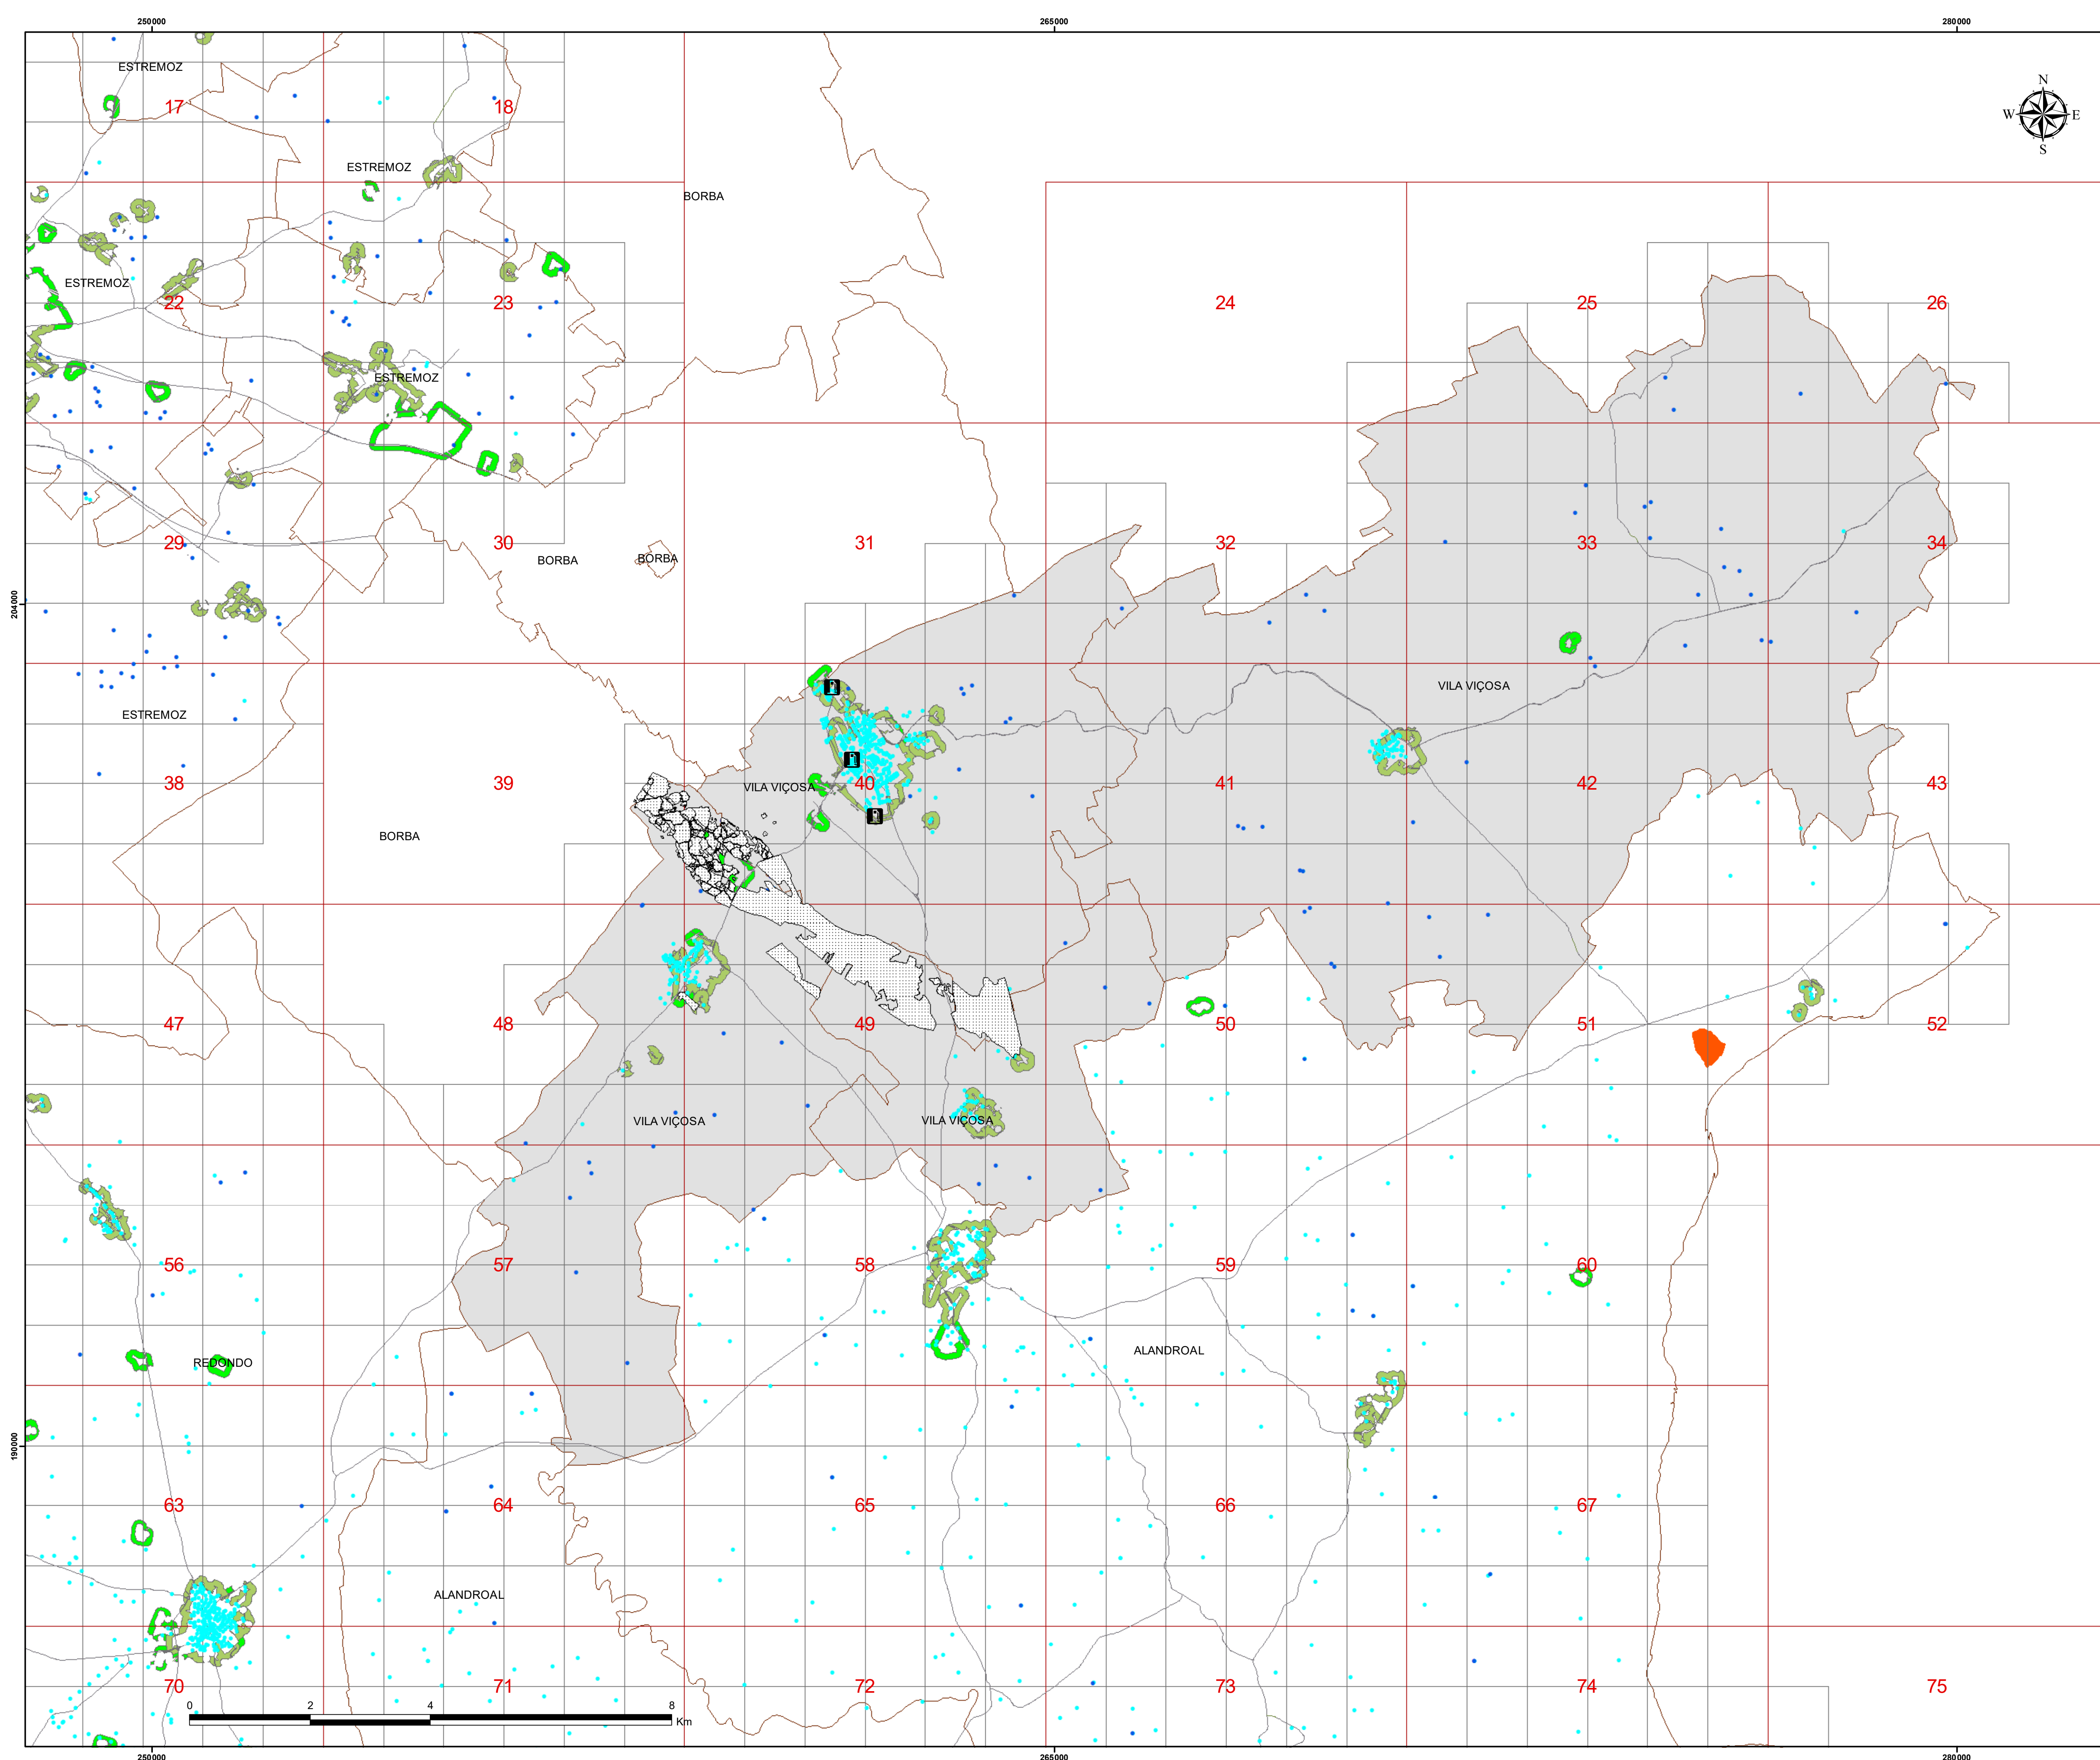 250000 265000 280000
ESTREMOZ
N
17 18
W E
S
ESTREMOZ
BORBA
ESTREMOZ
22 23 24 25 26
ESTREMOZ
29 30 31 32 33 34
BORBA BORBA
204000
VILA VIÇOSA
ESTREMOZ
38 39 40 41 42 43
VILA VIÇOSA
BORBA
47 48 49 50 51 52
VILA VIÇOSA VILA VIÇOSA
56 57 58 59 60
ALANDROAL
REDONDO
190000
63 64 65 66 67
ALANDROAL
70 71 72 73 74 75
0 2 4 8
Km
250000 265000 280000